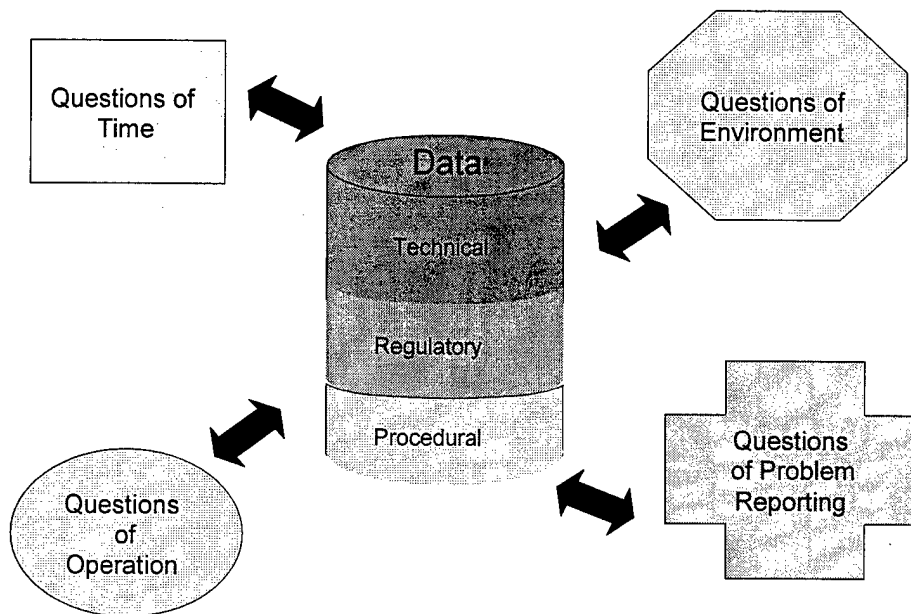 Questions of
Time
Questions of
Environment
Data
Technical
Regulatory
Procedural
Questions
of
Operation
Questions
of Problem
Reporting